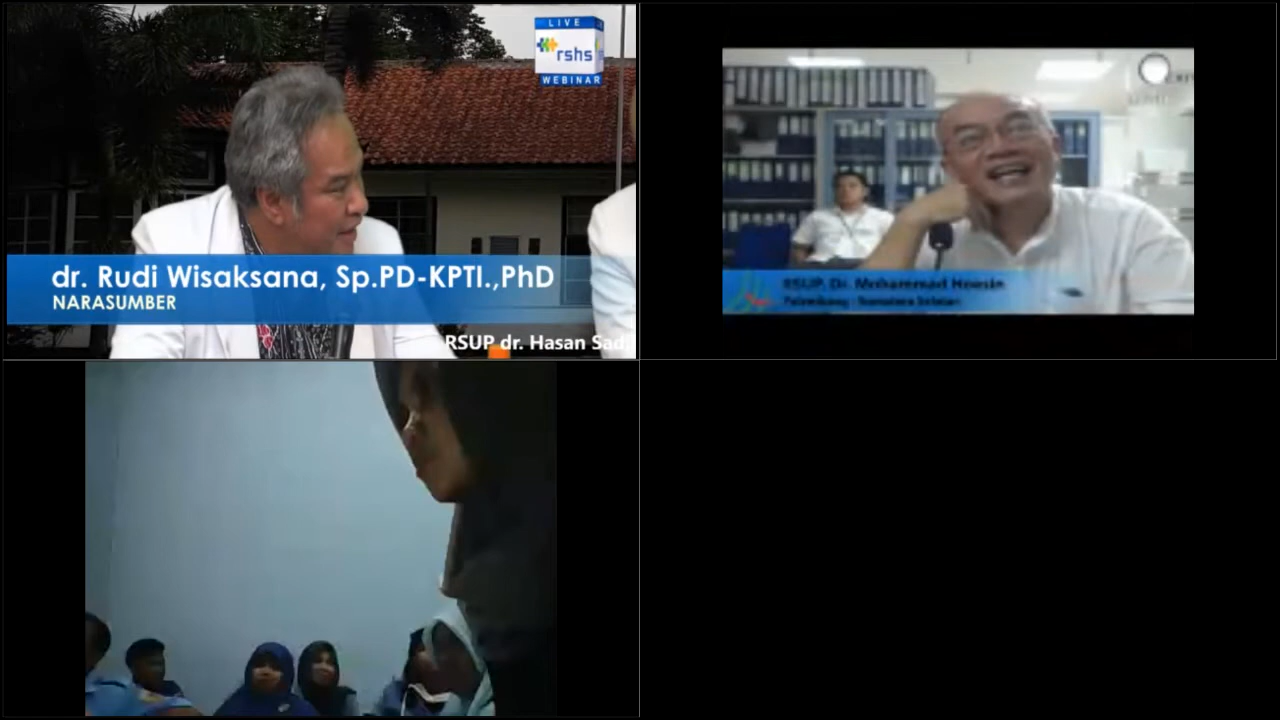 LIVE
rshs
WEBINAR
dr. Rudi Wisaksana, Sp.PD-KPTI.,PhD
NARASUMBER
RSUP dr. Hasan Sad
RSUP. Dr. Mohammad Hoesin
Palembang - Sumatera Selatan